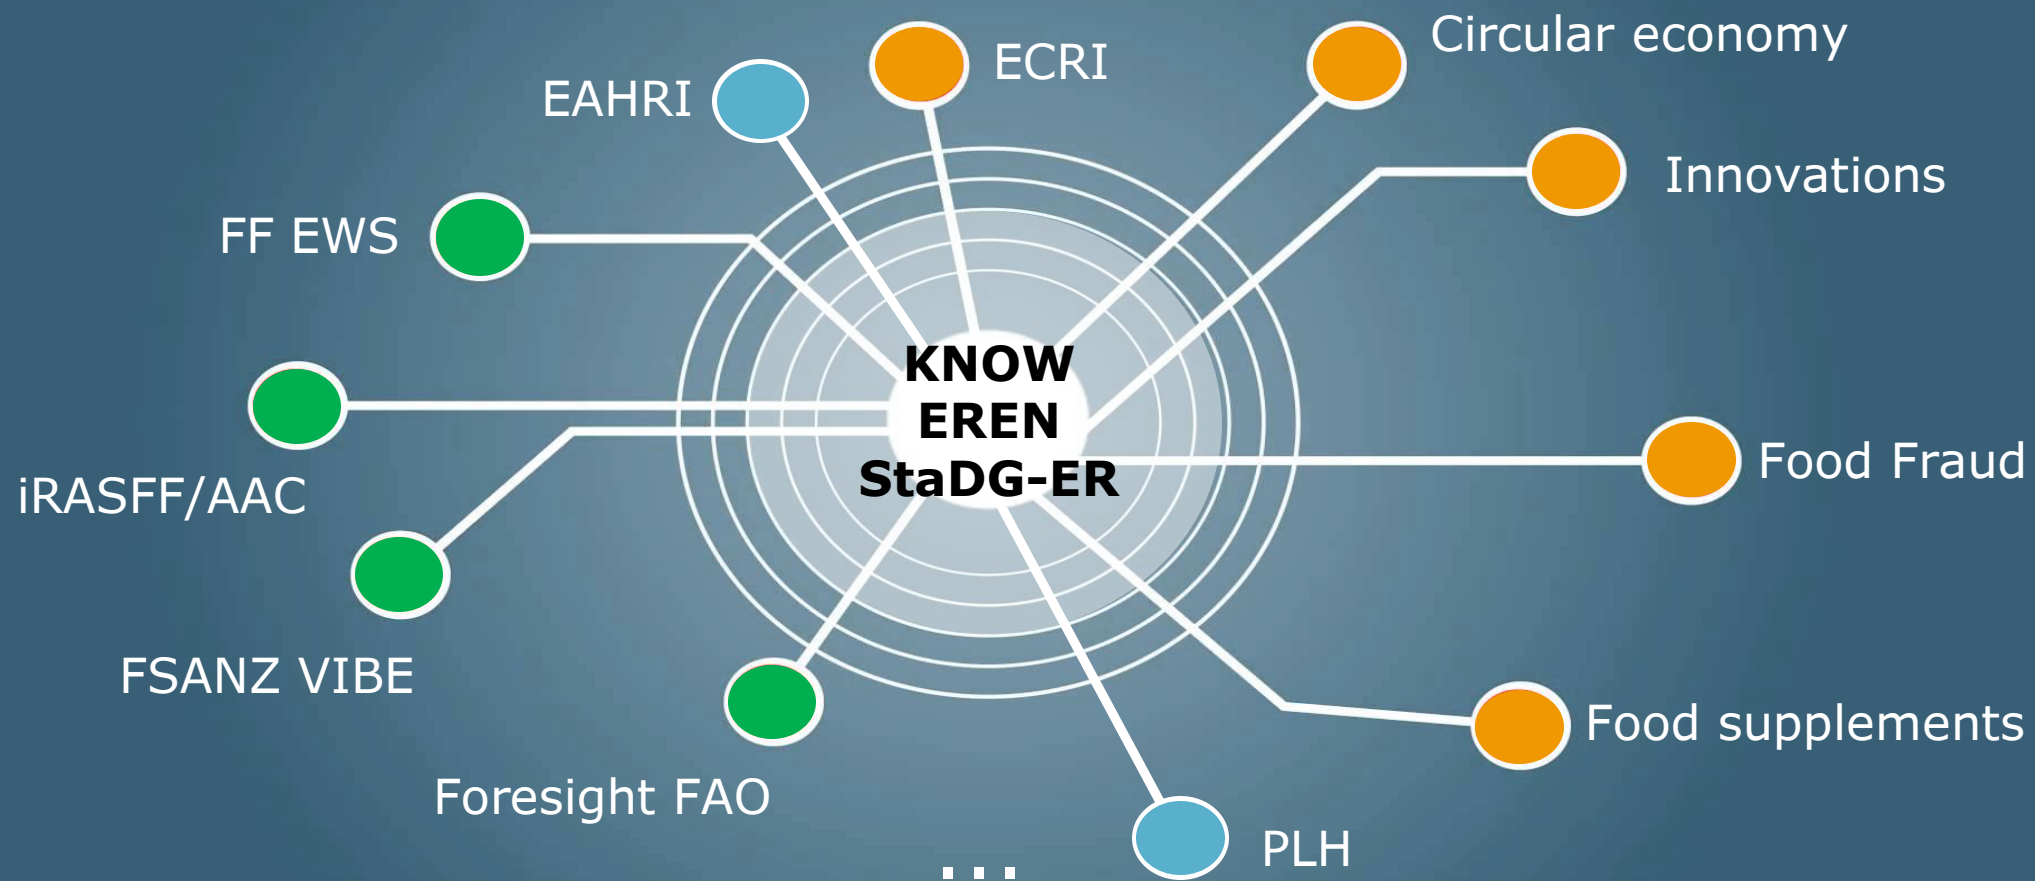 Circular economy
ECRI
EAHRI
Innovations
FF EWS
KNOW
EREN
StaDG-ER
Food Fraud
iRASFF/AAC
FSANZ VIBE
Food supplements
Foresight FAO
PLH
...